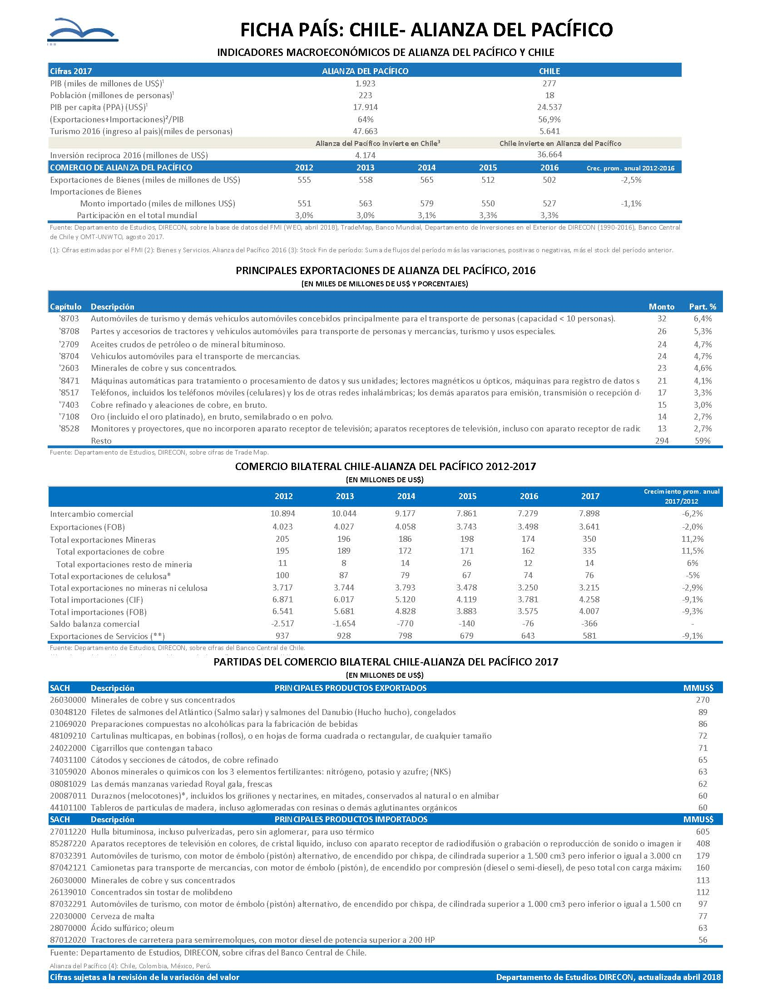 FICHA PAÍS: CHILE- ALIANZA DEL PACÍFICO
INDICADORES MACROECONÓMICOS DE ALIANZA DEL PACÍFICO Y CHILE
Cifras 2017 ALIANZA DEL PACÍFICO CHILE
PIB (miles de millones de US$)¹ 1.923 277
Población (millones de personas)¹ 223 18
PIB per capita (PPA) (US$)¹ 17.914 24.537
(Exportaciones+Importaciones)²/PIB 64% 56,9%
Turismo 2016 (ingreso al país)(miles de personas) 47.663 5.641
Alianza del Pacífico invierte en Chile³ Chile invierte en Alianza del Pacífico
Inversión recíproca 2016 (millones de US$) 4.174 36.664
COMERCIO DE ALIANZA DEL PACÍFICO 2012 2013 2014 2015 2016 Crec. prom. anual 2012-2016
Exportaciones de Bienes (miles de millones de US$) 555 558 565 512 502 -2,5%
Importaciones de Bienes
Monto importado (miles de millones US$) 551 563 579 550 527 -1,1%
Participación en el total mundial 3,0% 3,0% 3,1% 3,3% 3,3%
Fuente: Departamento de Estudios, DIRECON, sobre la base de datos del FMI (WEO, abril 2018), TradeMap, Banco Mundial, Departamento de Inversiones en el Exterior de DIRECON (1990-2016), Banco Central
de Chile y OMT-UNWTO, agosto 2017.
(1): Cifras estimadas por el FMI (2): Bienes y Servicios. Alianza del Pacífico 2016 (3): Stock Fin de período: Suma de flujos del período más las variaciones, positivas o negativas, más el stock del período anterior.
PRINCIPALES EXPORTACIONES DE ALIANZA DEL PACÍFICO, 2016
(EN MILES DE MILLONES DE US$ Y PORCENTAJES)
Capítulo Descripción Monto Part. %
'8703 Automóviles de turismo y demás vehículos automóviles concebidos principalmente para el transporte de personas (capacidad < 10 personas). 32 6,4%
'8708 Partes y accesorios de tractores y vehículos automóviles para transporte de personas y mercancías, turismo y usos especiales. 26 5,3%
'2709 Aceites crudos de petróleo o de mineral bituminoso. 24 4,7%
'8704 Vehículos automóviles para el transporte de mercancías. 24 4,7%
'2603 Minerales de cobre y sus concentrados. 23 4,6%
'8471 Máquinas automáticas para tratamiento o procesamiento de datos y sus unidades; lectores magnéticos u ópticos, máquinas para registro de datos s 21 4,1%
'8517 Teléfonos, incluídos los teléfonos móviles (celulares) y los de otras redes inhalámbricas; los demás aparatos para emisión, transmisión o recepción d 17 3,3%
'7403 Cobre refinado y aleaciones de cobre, en bruto. 15 3,0%
'7108 Oro (incluido el oro platinado), en bruto, semilabrado o en polvo. 14 2,7%
'8528 Monitores y proyectores, que no incorporen aparato receptor de televisión; aparatos receptores de televisión, incluso con aparato receptor de radic 13 2,7%
Resto 294 59%
Fuente: Departamento de Estudios, DIRECON, sobre cifras de Trade Map.
COMERCIO BILATERAL CHILE-ALIANZA DEL PACÍFICO 2012-2017
(EN MILLONES DE US$)
2012 2013 2014 2015 2016 2017 Crecimiento prom. anual 2017/2012
Intercambio comercial 10.894 10.044 9.177 7.861 7.279 7.898 -6,2%
Exportaciones (FOB) 4.023 4.027 4.058 3.743 3.498 3.641 -2,0%
Total exportaciones Mineras 205 196 186 198 174 350 11,2%
Total exportaciones de cobre 195 189 172 171 162 335 11,5%
Total exportaciones resto de minería 11 8 14 26 12 14 6%
Total exportaciones de celulosa* 100 87 79 67 74 76 -5%
Total exportaciones no mineras ni celulosa 3.717 3.744 3.793 3.478 3.250 3.215 -2,9%
Total importaciones (CIF) 6.871 6.017 5.120 4.119 3.781 4.258 -9,1%
Total importaciones (FOB) 6.541 5.681 4.828 3.883 3.575 4.007 -9,3%
Saldo balanza comercial -2.517 -1.654 -770 -140 -76 -366 -
Exportaciones de Servicios (**) 937 928 798 679 643 581 -9,1%
Fuente: Departamento de Estudios, DIRECON, sobre cifras del Banco Central de Chile.
PARTIDAS DEL COMERCIO BILATERAL CHILE-ALIANZA DEL PACÍFICO 2017
(EN MILLONES DE US$)
SACH Descripción PRINCIPALES PRODUCTOS EXPORTADOS MMUS$
26030000 Minerales de cobre y sus concentrados 270
03048120 Filetes de salmones del Atlántico (Salmo salar) y salmones del Danubio (Hucho hucho), congelados 89
21069020 Preparaciones compuestas no alcohólicas para la fabricación de bebidas 86
48109210 Cartulinas multicapas, en bobinas (rollos), o en hojas de forma cuadrada o rectangular, de cualquier tamaño 72
24022000 Cigarrillos que contengan tabaco 71
74031100 Cátodos y secciones de cátodos, de cobre refinado 65
31059020 Abonos minerales o químicos con los 3 elementos fertilizantes: nitrógeno, potasio y azufre; (NKS) 63
08081029 Las demás manzanas variedad Royal gala, frescas 62
20087011 Duraznos (melocotones)*, incluidos los griñones y nectarines, en mitades, conservados al natural o en almíbar 60
44101100 Tableros de partículas de madera, incluso aglomeradas con resinas o demás aglutinantes orgánicos 60
SACH Descripción PRINCIPALES PRODUCTOS IMPORTADOS MMUS$
27011220 Hulla bituminosa, incluso pulverizadas, pero sin aglomerar, para uso térmico 605
85287220 Aparatos receptores de televisión en colores, de cristal líquido, incluso con aparato receptor de radiodifusión o grabación o reproducción de sonido o imagen ir 408
87032391 Automóviles de turismo, con motor de émbolo (pistón) alternativo, de encendido por chispa, de cilindrada superior a 1.500 cm3 pero inferior o igual a 3.000 cm 179
87042121 Camionetas para transporte de mercancías, con motor de émbolo (pistón), de encendido por compresión (diesel o semi-diesel), de peso total con carga máxima 160
26030000 Minerales de cobre y sus concentrados 113
26139010 Concentrados sin tostar de molibdeno 112
87032291 Automóviles de turismo, con motor de émbolo (pistón) alternativo, de encendido por chispa, de cilindrada superior a 1.000 cm3 pero inferior o igual a 1.500 cm 97
22030000 Cerveza de malta 77
28070000 Ácido sulfúrico; oleum 63
87012020 Tractores de carretera para semirremolques, con motor diesel de potencia superior a 200 HP 56
Fuente: Departamento de Estudios, DIRECON, sobre cifras del Banco Central de Chile.
Alianza del Pacífico (4): Chile, Colombia, México, Perú.
Cifras sujetas a la revisión de la variación del valor Departamento de Estudios DIRECON, actualizada abril 2018